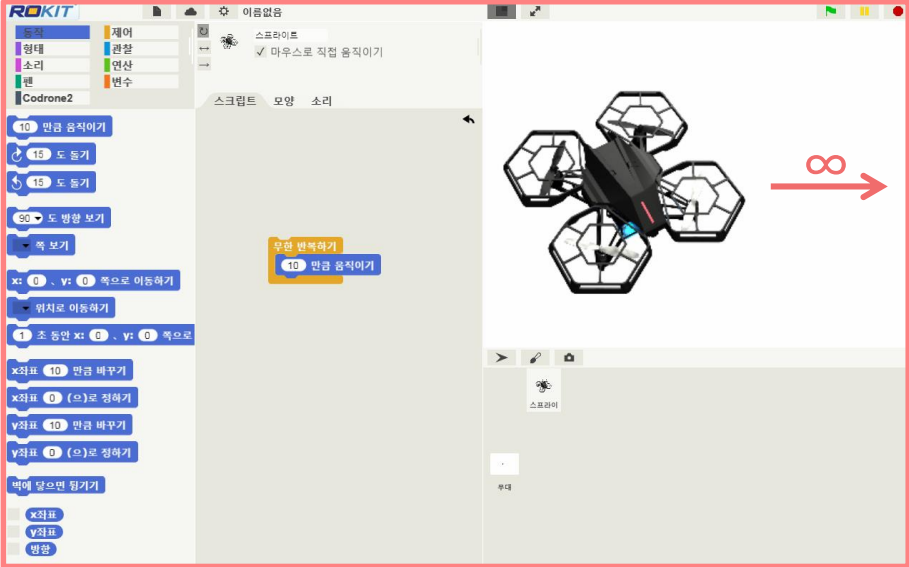 ROKIT
이름없음
동작
제어
형태
관찰
소리
연산
펜
변수
Codrone2
스프라이트
마우스로 직접 움직이기
스크립트 모양 소리
10 만큼 움직이기
15 도 돌기
15 도 돌기
90 도 방향 보기
쪽 보기
x: 0 、 y: 0 쪽으로 이동하기
위치로 이동하기
1 초 동안 x: 0 、 y: 0 쪽으로
x좌표 10 만큼 바꾸기
x좌표 0 (으)로 정하기
y좌표 10 만큼 바꾸기
y좌표 0 (으)로 정하기
벽에 닿으면 튕기기
x좌표
y좌표
방향
무한 반복하기
10 만큼 움직이기
∞
스프라이
무대